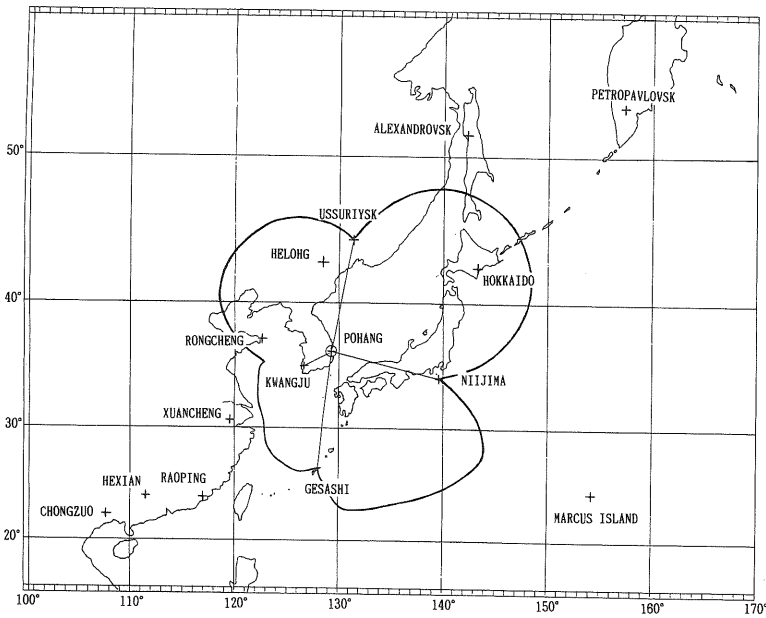 PETROPAVLOVSK
ALEXANDROVSK
50°
USSURIYSK
HELOHG
HOKKAIDO
40°
RONGCHENG
POHANG
KWANGJU
NIIJIMA
XUANCHENG
30°
HEXIAN
RAOPING
GESASHI
CHONGZUO
MARCUS ISLAND
20°
100°
110°
120°
130°
140°
150°
160°
170°